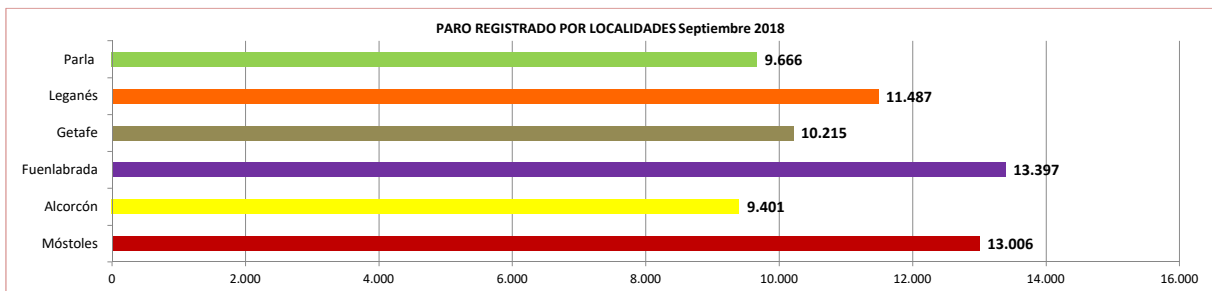 PARO REGISTRADO POR LOCALIDADES Septiembre 2018
Parla 9.666
Leganés 11.487
Getafe 10.215
Fuenlabrada 13.397
Alcorcón 9.401
Móstoles 13.006
0 2.000 4.000 6.000 8.000 10.000 12.000 14.000 16.000